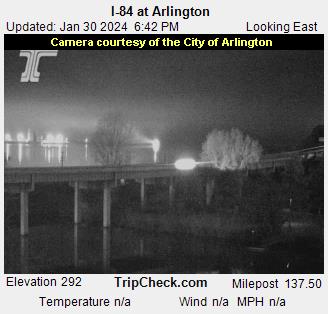 I-84 at Arlington
Updated: Jan 30 2024 6:42 PM Looking East
Camera courtesy of the City of Arlington
Elevation 292 TripCheck.com Milepost 137.50
Temperature n/a Wind n/a MPH n/a